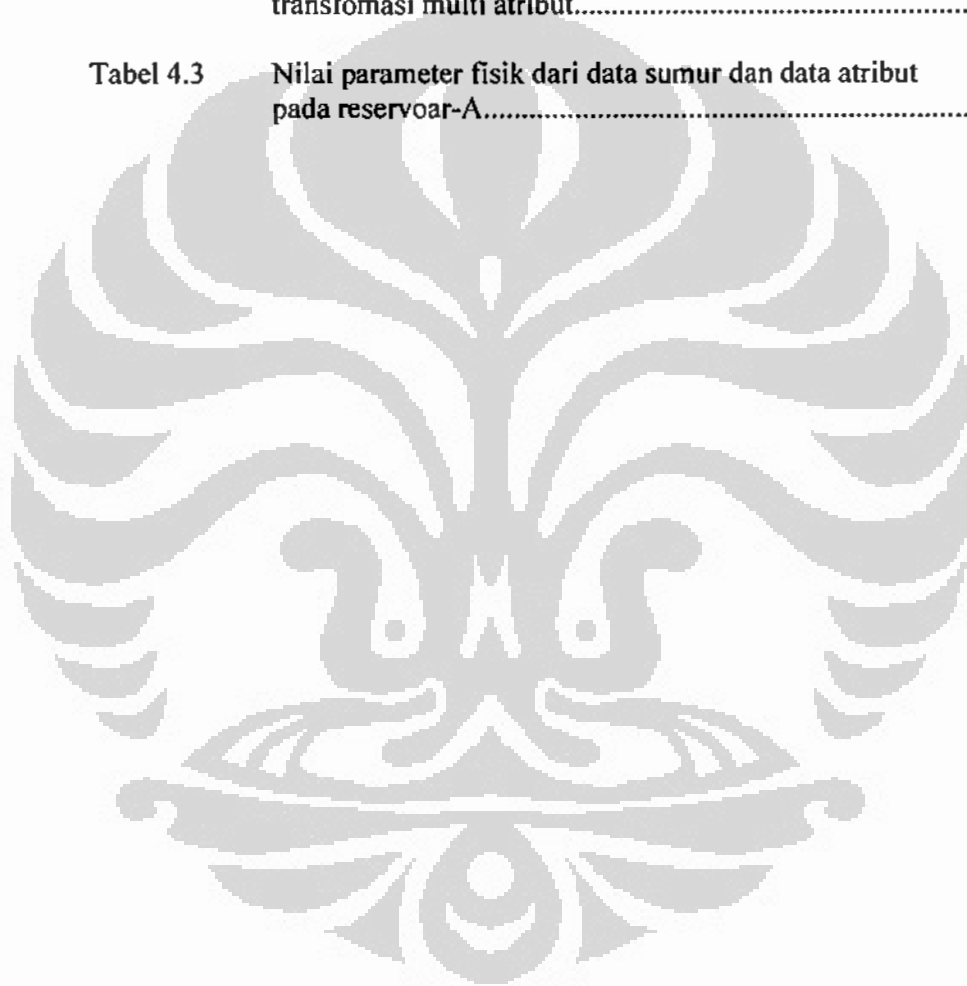 transfomasi multi atribut..............................................................
Tabel 4.3 Nilai parameter fisik dari data sumur dan data atribut
pada reservoar-A..........................................................................